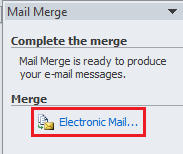 Mail Merge
Complete the merge
Mail Merge is ready to produce
your e-mail messages.
Merge
Electronic Mail...